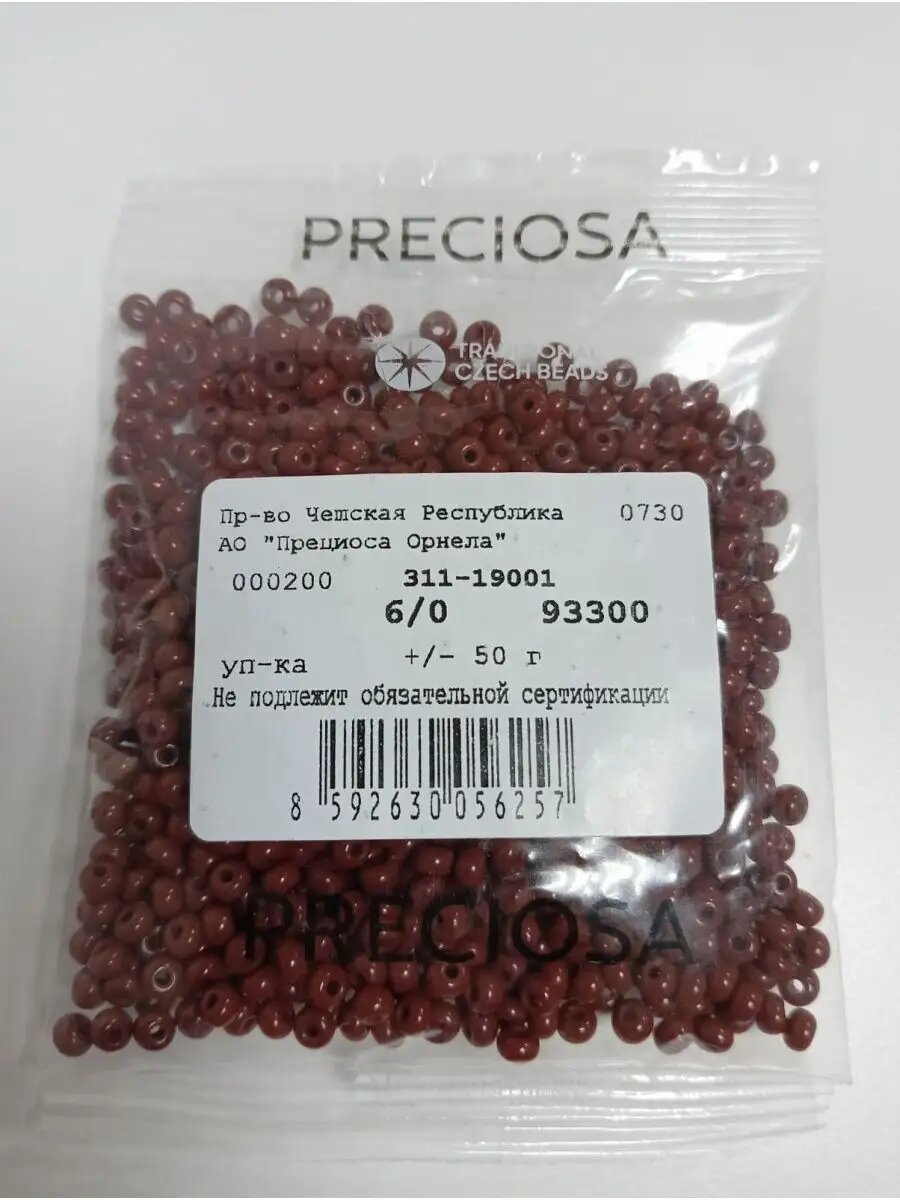 PRECIOSA
TRADITIONAL
CZECH BEADS
Пр-во Чешская Республика 0730
АО "Прециоса Орнела"
000200 311-19001
6/0 93300
уп-ка +/- 50 г
Не подлежит обязательной сертификации
8 592630 056257
PRECIOSA